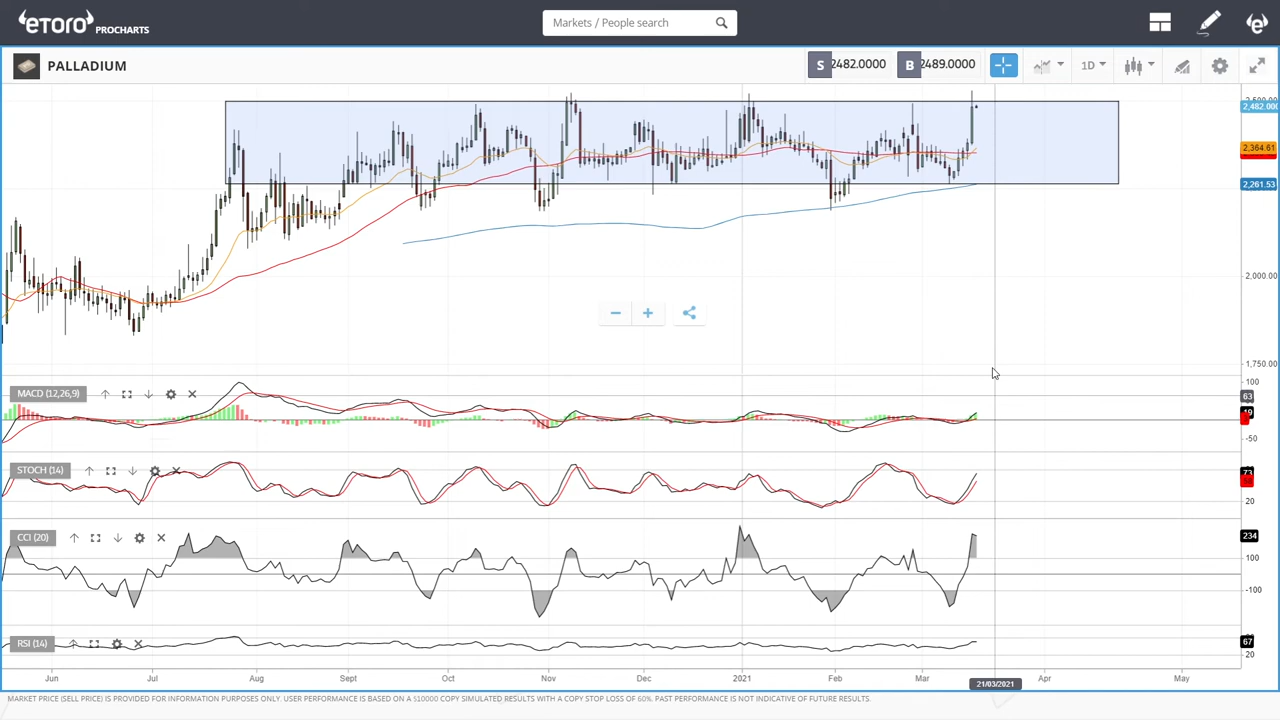 eToro PROCHARTS
Markets / People search
PALLADIUM
S 2482.0000 B 2489.0000
1D
2,482.000
2,364.61
2,261.53
2,000.00
1,750.00
MACD (12,26,9)
100
63
19
-50
STOCH (14)
73
20
CCI (20)
234
100
-100
RSI (14)
67
20
Jun Jul Aug Sept Oct Nov Dec 2021 Feb Mar Apr May
21/03/2021
MARKET PRICE (SELL PRICE) IS PROVIDED FOR INFORMATION PURPOSES ONLY. USER PERFORMANCE IS BASED ON A $10000 COPY SIMULATED RESULTS WITH A COPY STOP LOSS OF 60%. PAST PERFORMANCE IS NOT INDICATIVE OF FUTURE RESULTS.